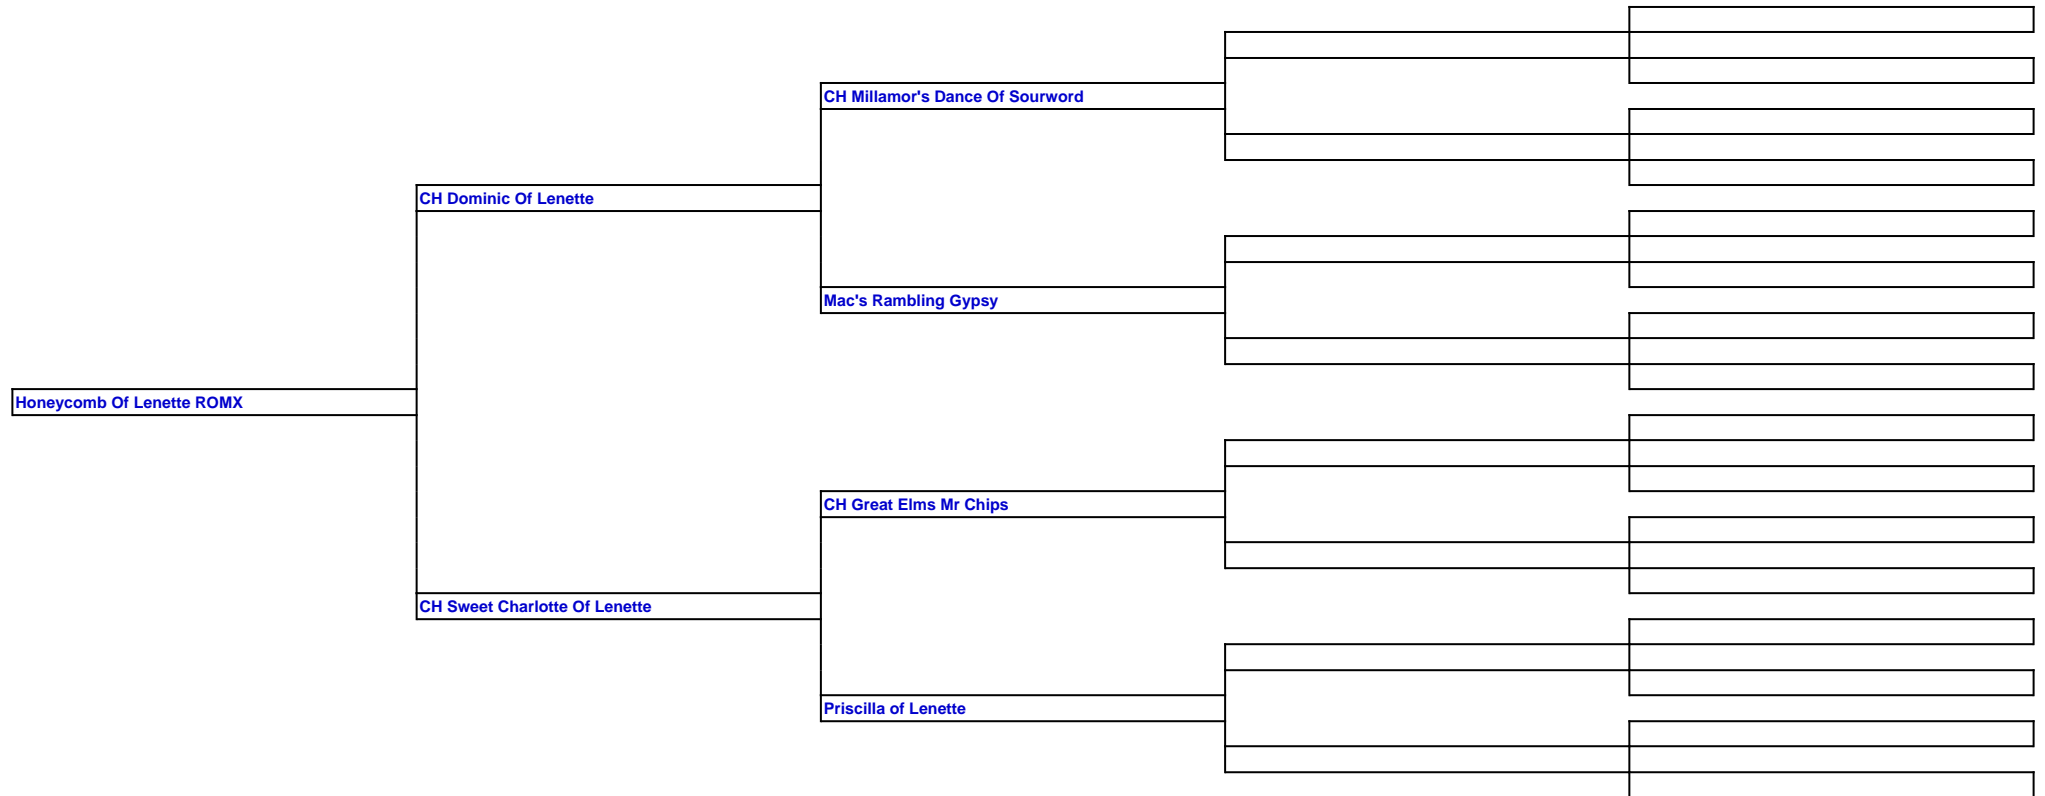 CH Millamor's Dance Of Sourword
CH Dominic Of Lenette
Mac's Rambling Gypsy
Honeycomb Of Lenette ROMX
CH Great Elms Mr Chips
CH Sweet Charlotte Of Lenette
Priscilla of Lenette